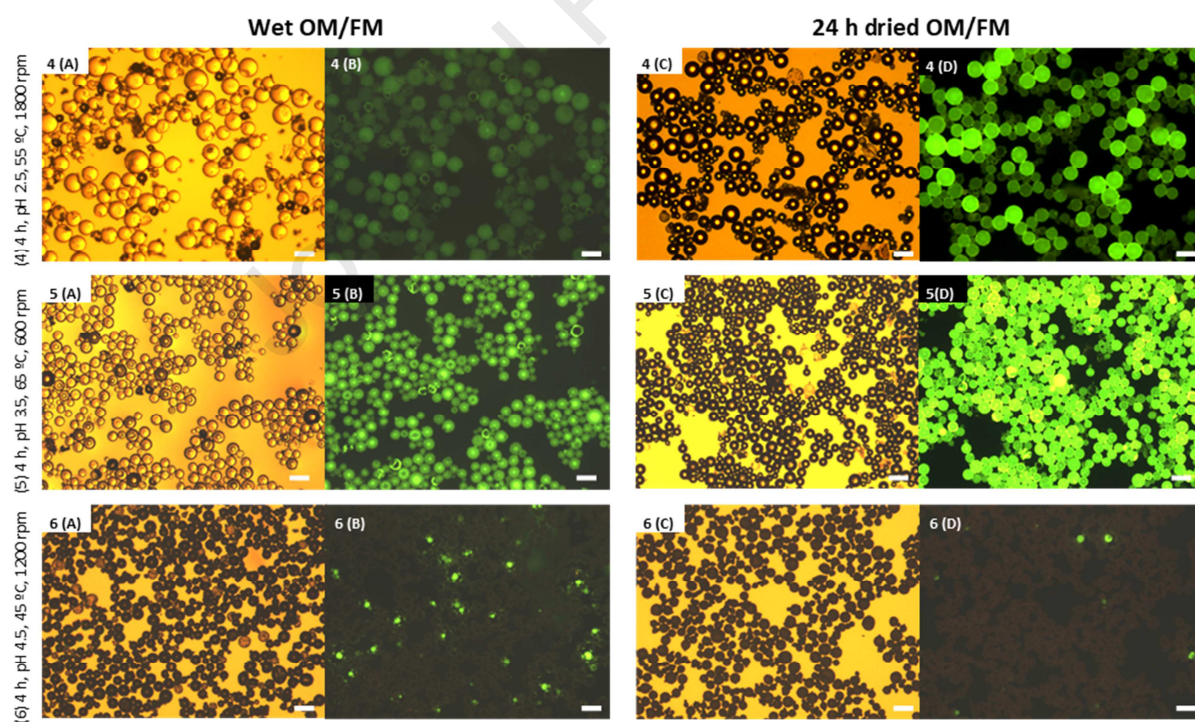 Wet OM/FM
24 h dried OM/FM
(4) 4 h, pH 2.5, 55 ºC, 1800 rpm
4 (A)
4 (B)
4 (C)
4 (D)
(5) 4 h, pH 3.5, 65 ºC, 600 rpm
5 (A)
5 (B)
5 (C)
5(D)
(6) 4 h, pH 4.5, 45 ºC, 1200 rpm
6 (A)
6 (B)
6 (C)
6 (D)